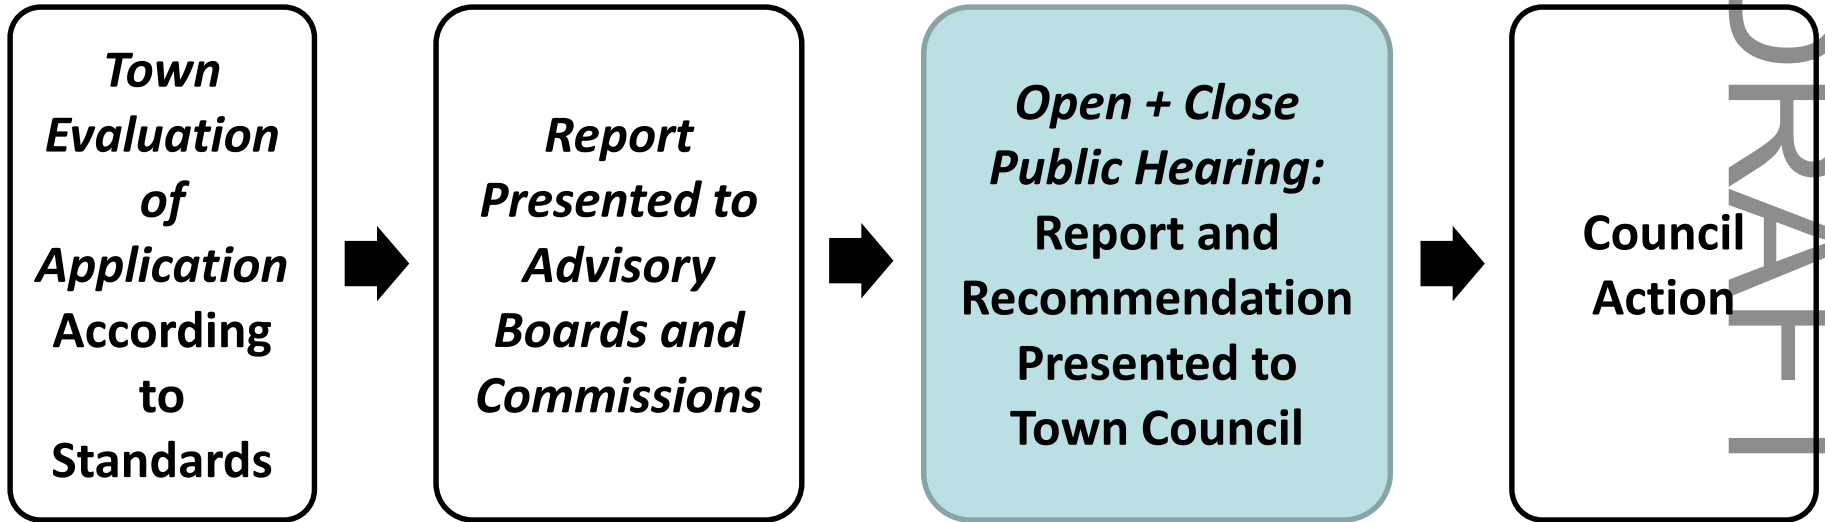 Town
Evaluation
of
Application
According
to
Standards
Report
Presented to
Advisory
Boards and
Commissions
Open + Close
Public Hearing:
Report and
Recommendation
Presented to
Town Council
Council
Action
DRAFT